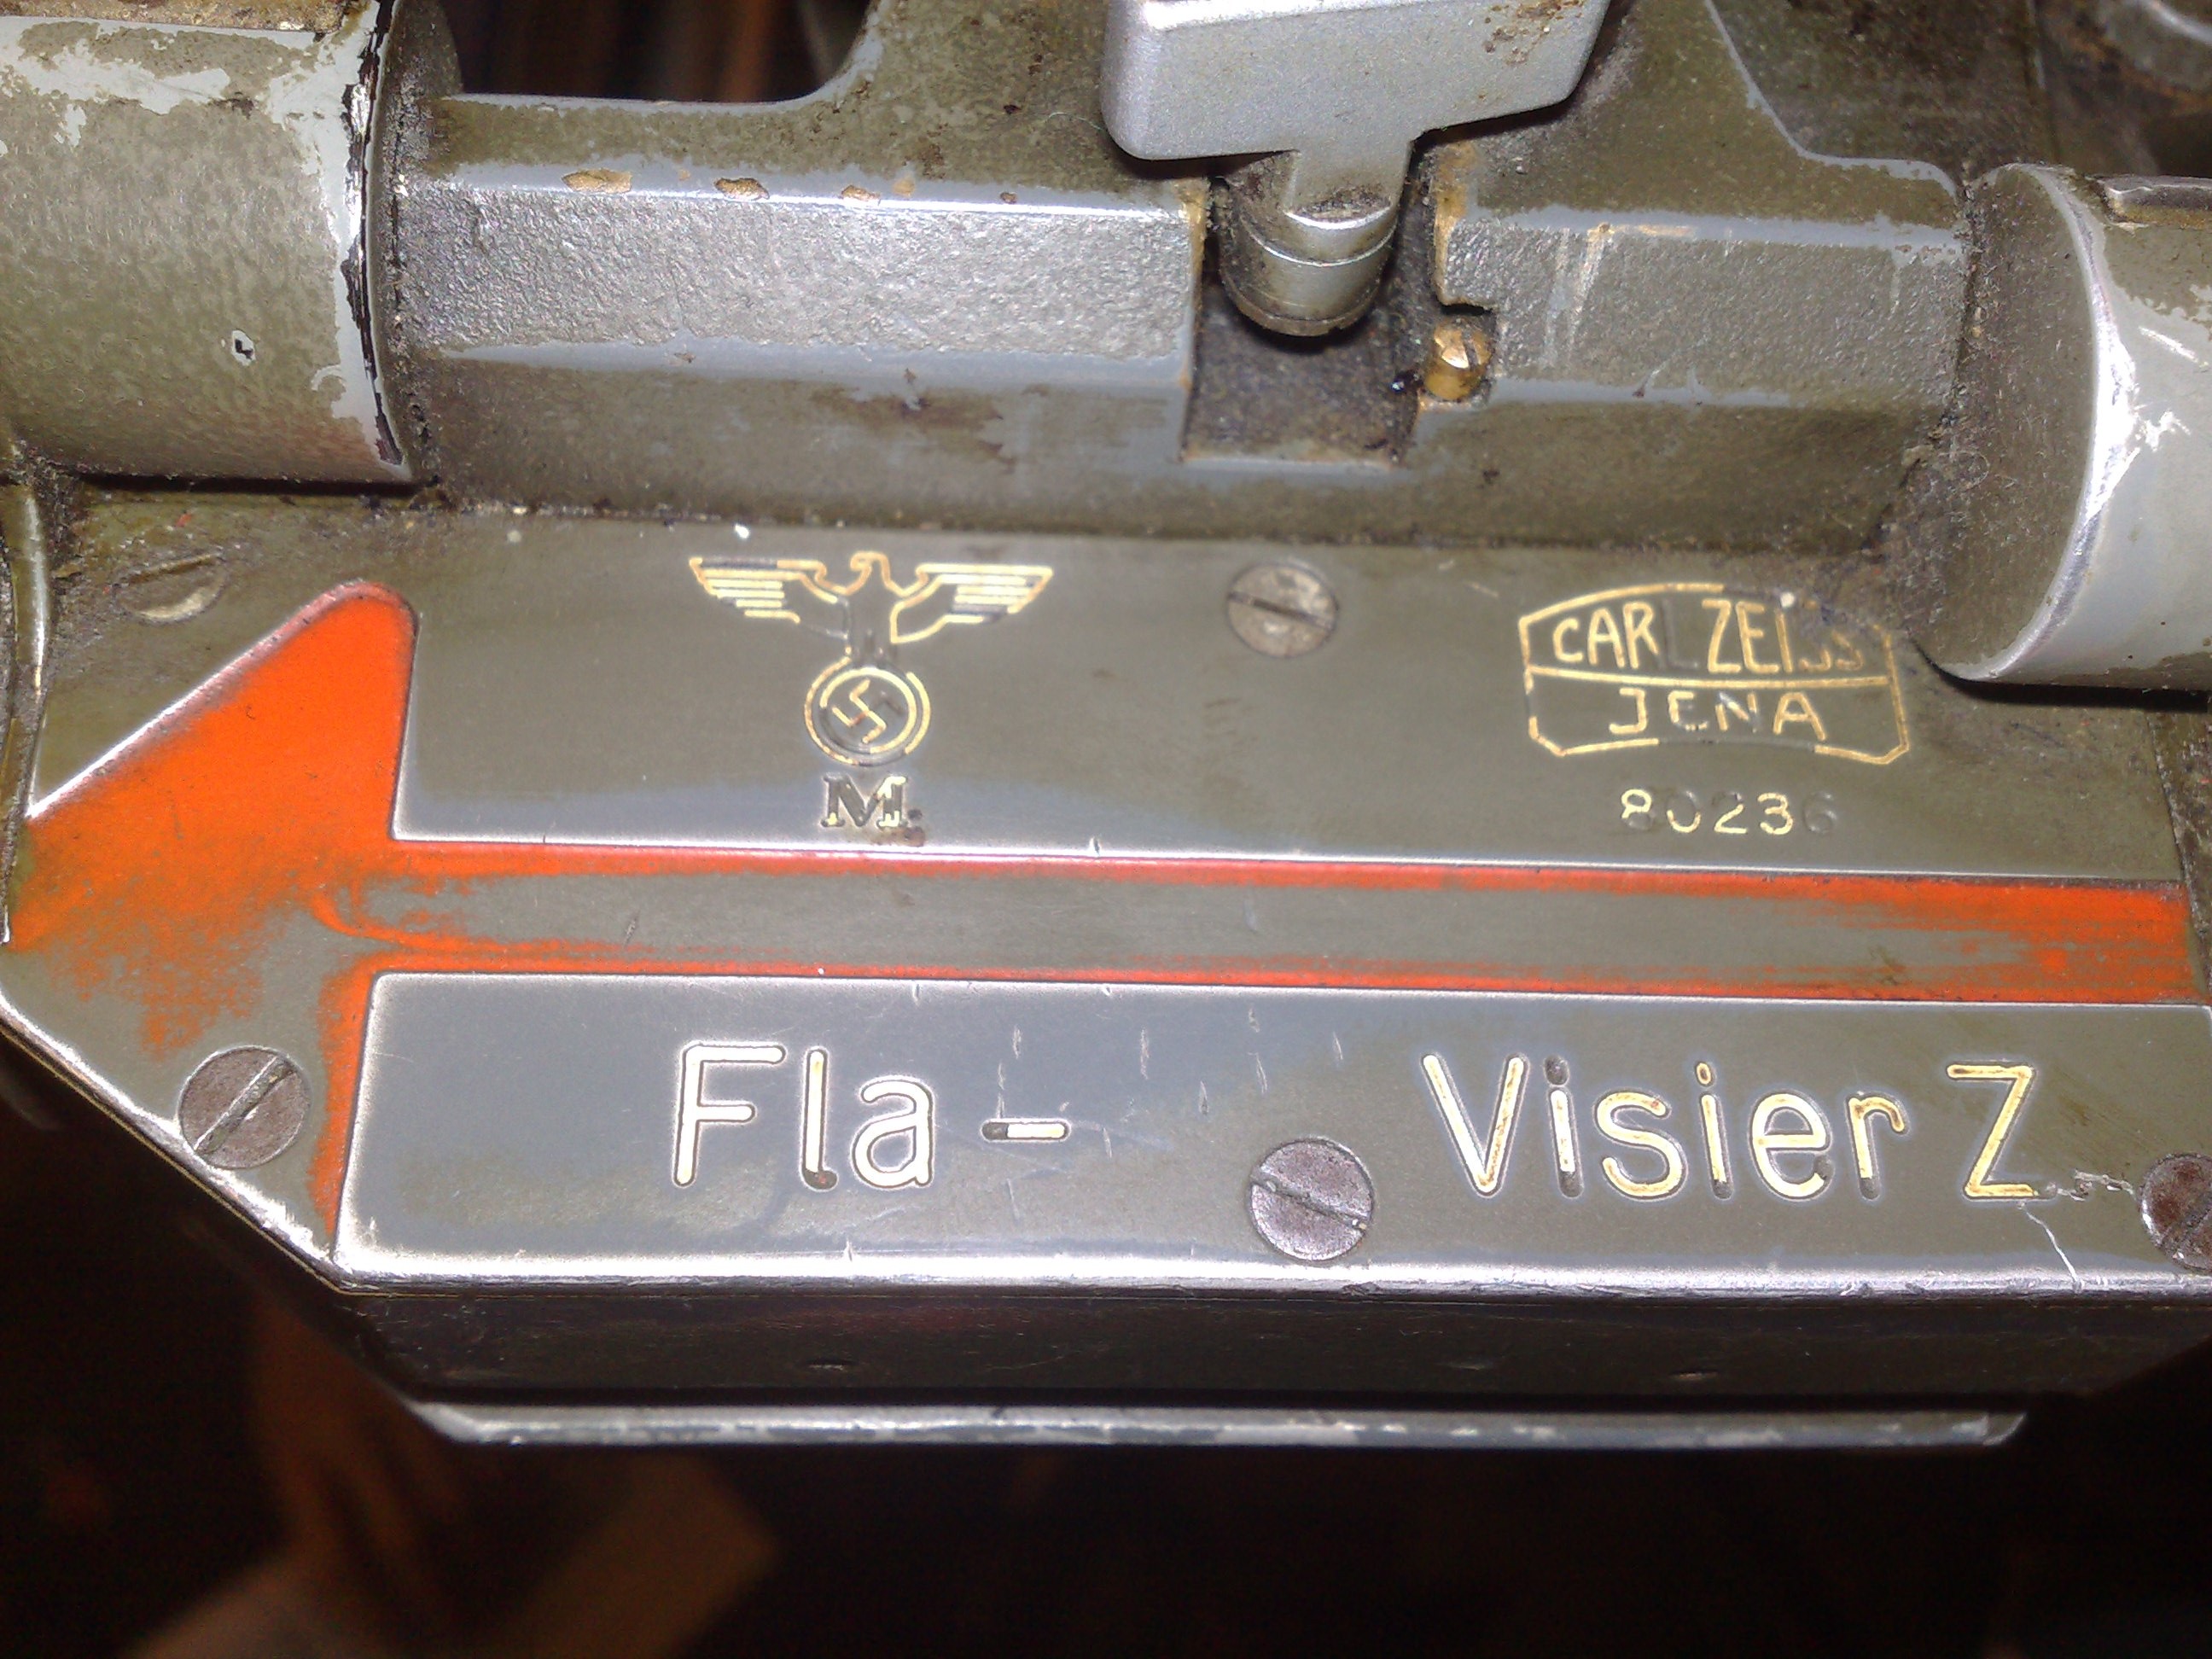 CARL ZEISS
JENA
M.
80236
Fla - Visier Z